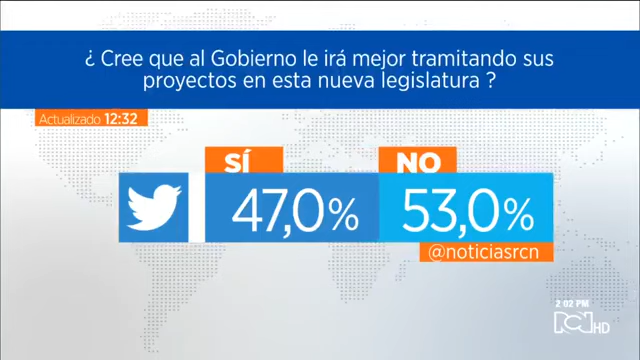 ¿ Cree que al Gobierno le irá mejor tramitando sus
proyectos en esta nueva legislatura ?
Actualizado 12:32
SÍ NO
47,0% 53,0%
@noticiasrcn
2:02 PM
RCN HD